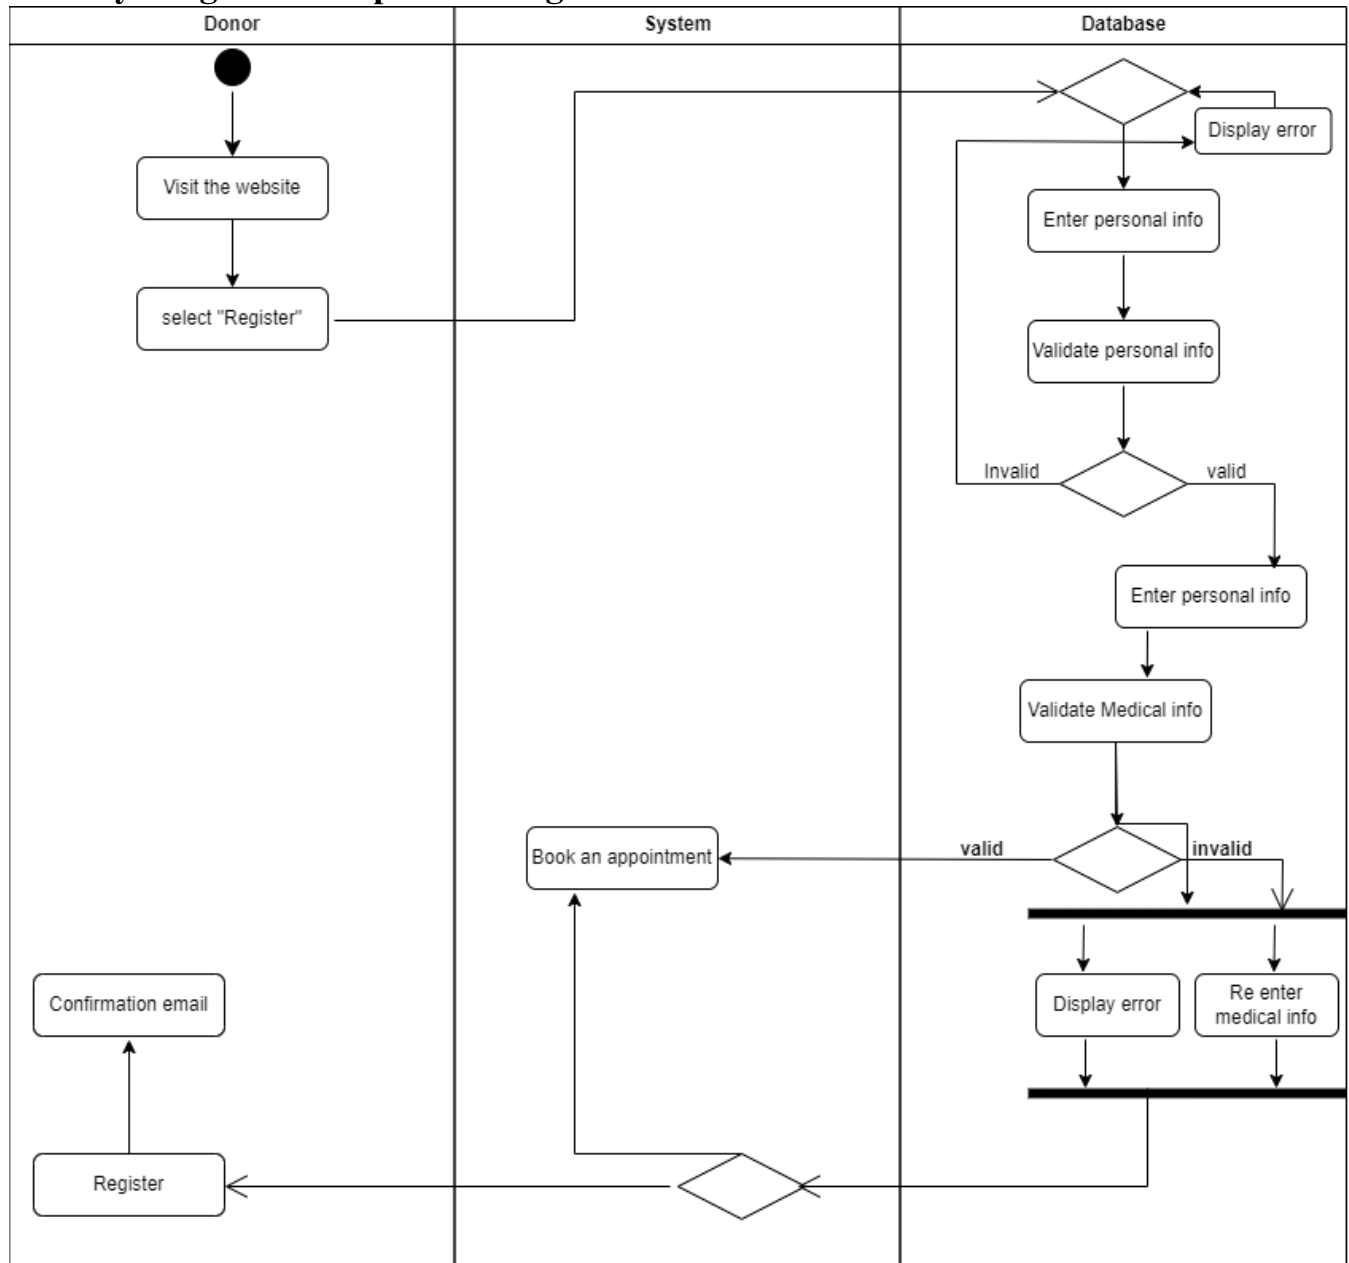 Donor
System
Database
Display error
Visit the website
Enter personal info
select "Register"
Validate personal info
Invalid
valid
Enter personal info
Validate Medical info
Book an appointment
valid
invalid
Confirmation email
Display error
Re enter
medical info
Register